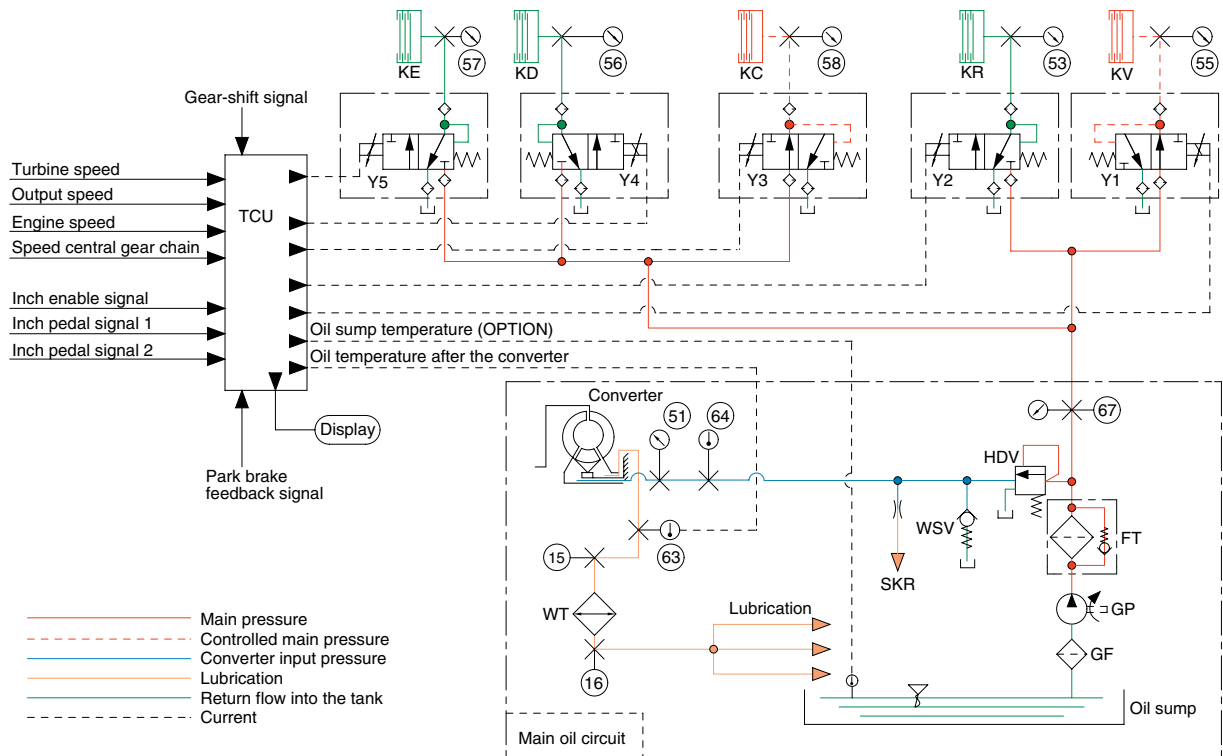 KE
57
KD
56
KC
58
KR
53
KV
55
Gear-shift signal
Y5
Y4
Y3
Y2
Y1
Turbine speed
Output speed
TCU
Engine speed
Speed central gear chain
Inch enable signal
Inch pedal signal 1
Inch pedal signal 2
Oil sump temperature (OPTION)
Oil temperature after the converter
Display
Park brake
feedback signal
Converter
51
64
67
HDV
WSV
FT
15
63
SKR
WT
Lubrication
GP
16
GF
Oil sump
Main pressure
Controlled main pressure
Converter input pressure
Lubrication
Return flow into the tank
Current
Main oil circuit